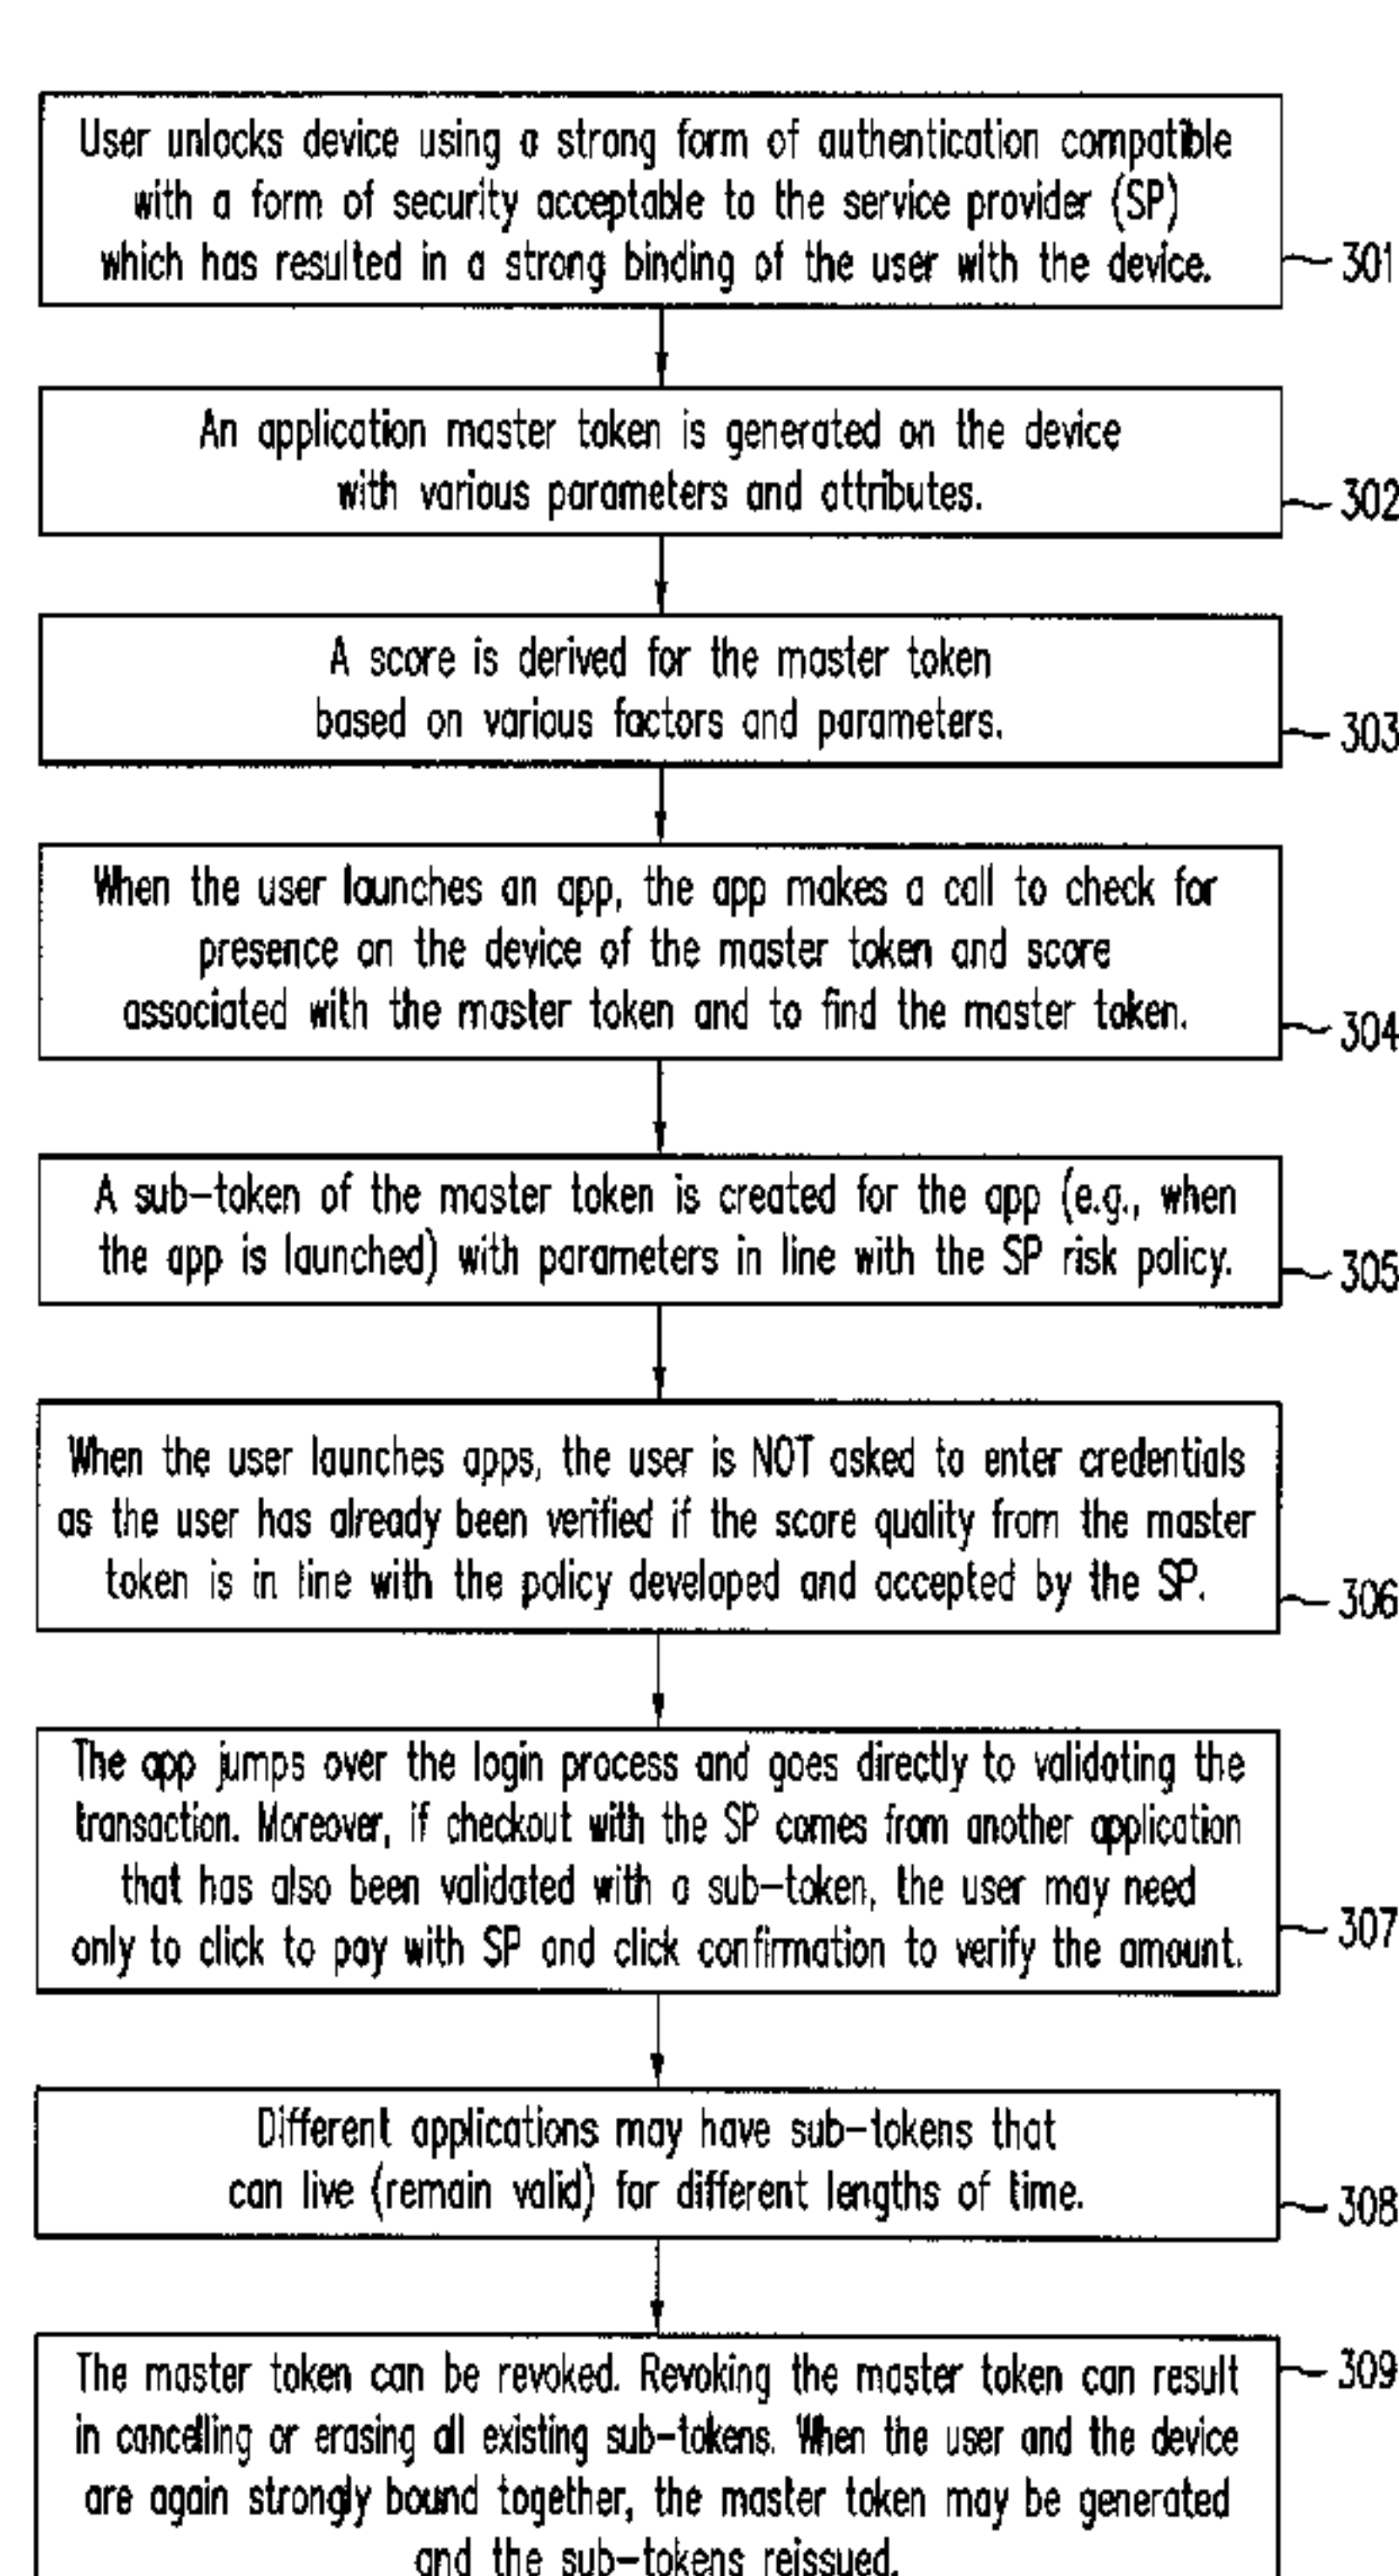 User unlocks device using a strong form of authentication compatible
with a form of security acceptable to the service provider (SP)
which has resulted in a strong binding of the user with the device.
301
An application master token is generated on the device
with various parameters and attributes.
302
A score is derived for the master token
based on various factors and parameters.
303
When the user launches an app, the app makes a call to check for
presence on the device of the master token and score
associated with the master token and to find the master token.
304
A sub-token of the master token is created for the app (e.g., when
the app is launched) with parameters in line with the SP risk policy.
305
When the user launches apps, the user is NOT asked to enter credentials
as the user has already been verified if the score quality from the master
token is in line with the policy developed and accepted by the SP.
306
The app jumps over the login process and goes directly to validating the
transaction. Moreover, if checkout with the SP comes from another application
that has also been validated with a sub-token, the user may need
only to click to pay with SP and click confirmation to verify the amount.
307
Different applications may have sub-tokens that
can live (remain valid) for different lengths of time.
308
The master token can be revoked. Revoking the master token can result
309
in cancelling or erasing all existing sub-tokens. When the user and the device
are again strongly bound together, the master token may be generated
and the sub-tokens reissued.